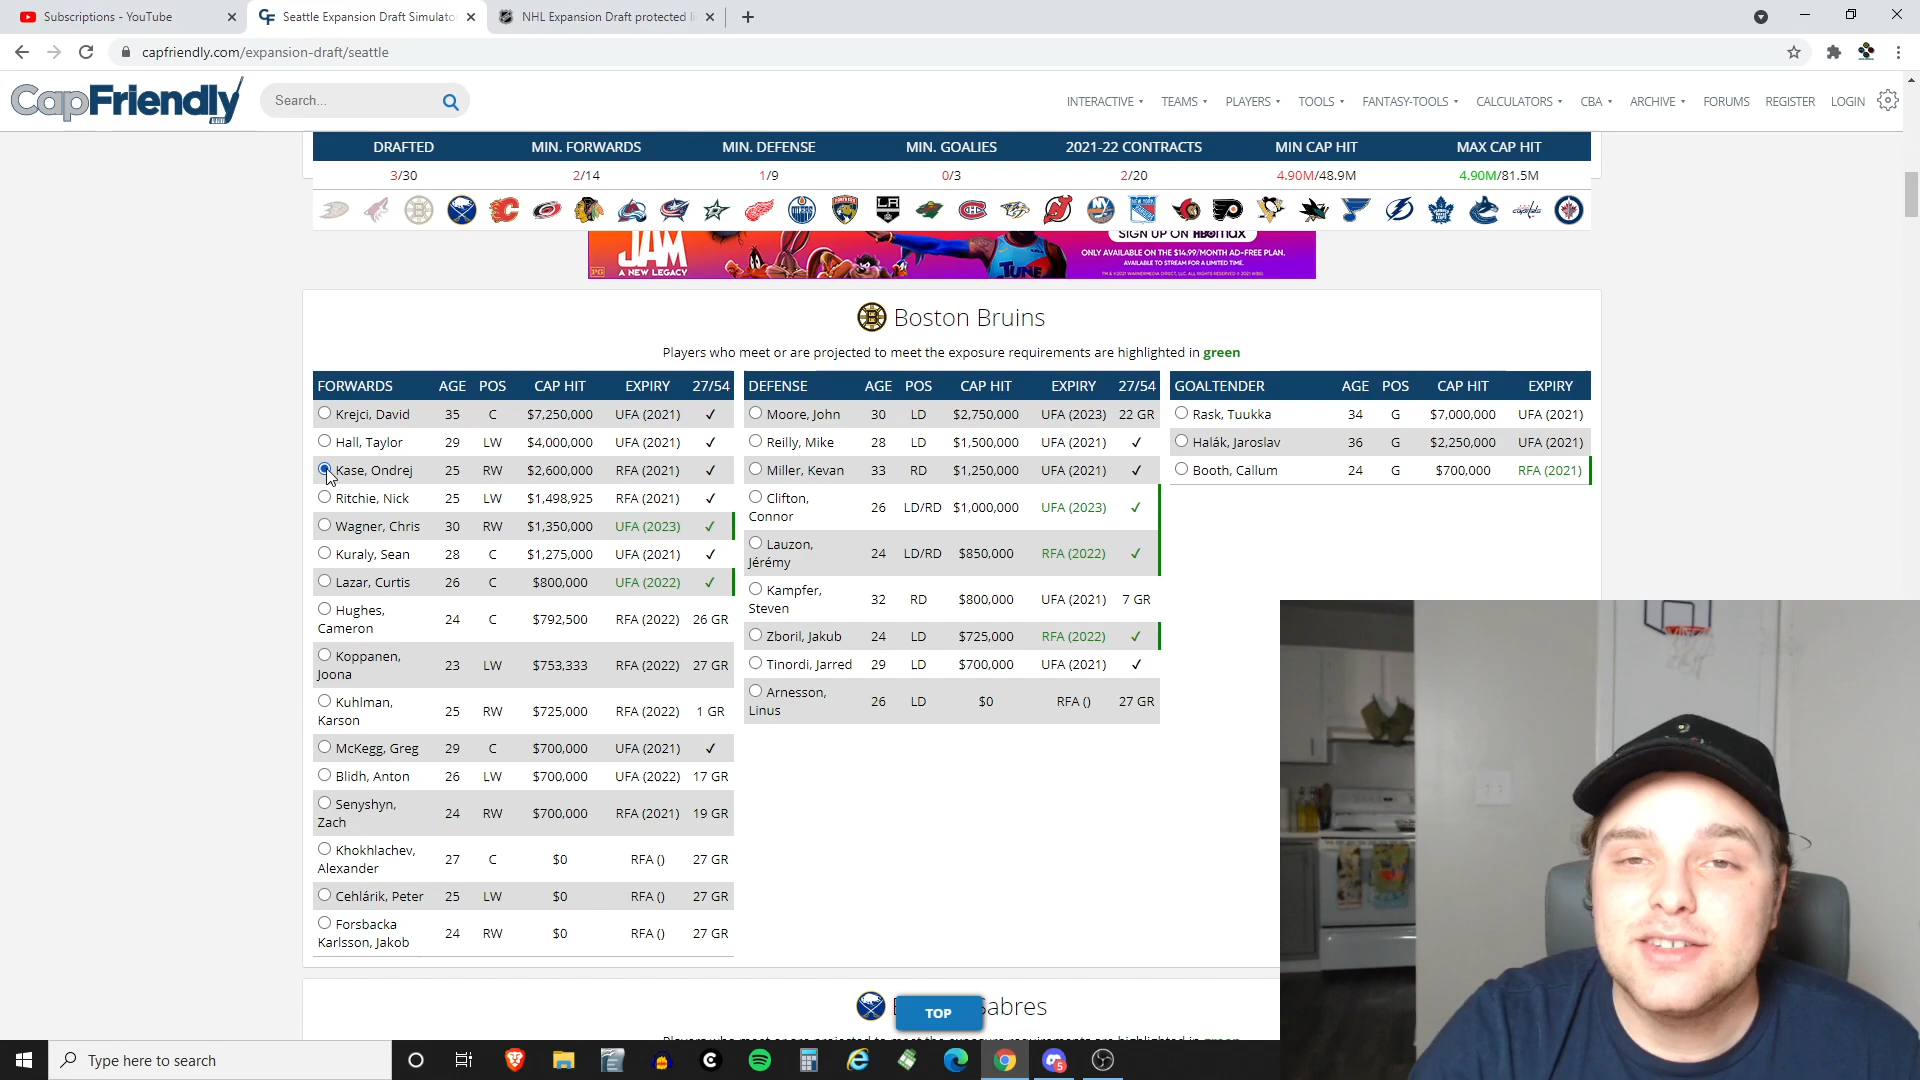 Subscriptions - YouTube
Seattle Expansion Draft Simulator
NHL Expansion Draft protected
capfriendly.com/expansion-draft/seattle
CapFriendly
Search...
INTERACTIVE TEAMS PLAYERS TOOLS FANTASY-TOOLS CALCULATORS CBA ARCHIVE FORUMS REGISTER LOGIN
DRAFTED MIN. FORWARDS MIN. DEFENSE MIN. GOALIES 2021-22 CONTRACTS MIN CAP HIT MAX CAP HIT
3/30 2/14 1/9 0/3 2/20 4.90M/48.9M 4.90M/81.5M
JAM
A NEW LEGACY
PG
TUNE
SIGN UP ON HBOMAX
ONLY AVAILABLE ON THE $14.99/MONTH AD-FREE PLAN.
AVAILABLE TO STREAM FOR A LIMITED TIME.
Boston Bruins
Players who meet or are projected to meet the exposure requirements are highlighted in green
FORWARDS AGE POS CAP HIT EXPIRY 27/54
Krejci, David 35 C $7,250,000 UFA (2021) ✓
Hall, Taylor 29 LW $4,000,000 UFA (2021) ✓
Kase, Ondrej 25 RW $2,600,000 RFA (2021) ✓
Ritchie, Nick 25 LW $1,498,925 RFA (2021) ✓
Wagner, Chris 30 RW $1,350,000 UFA (2023) ✓
Kuraly, Sean 28 C $1,275,000 UFA (2021) ✓
Lazar, Curtis 26 C $800,000 UFA (2022) ✓
Hughes, Cameron 24 C $792,500 RFA (2022) 26 GR
Koppanen, Joona 23 LW $753,333 RFA (2022) 27 GR
Kuhlman, Karson 25 RW $725,000 RFA (2022) 1 GR
McKegg, Greg 29 C $700,000 UFA (2021) ✓
Blidh, Anton 26 LW $700,000 UFA (2022) 17 GR
Senyshyn, Zach 24 RW $700,000 RFA (2021) 19 GR
Khokhlachev, Alexander 27 C $0 RFA () 27 GR
Cehlárik, Peter 25 LW $0 RFA () 27 GR
Forsbacka Karlsson, Jakob 24 RW $0 RFA () 27 GR
DEFENSE AGE POS CAP HIT EXPIRY 27/54
Moore, John 30 LD $2,750,000 UFA (2023) 22 GR
Reilly, Mike 28 LD $1,500,000 UFA (2021) ✓
Miller, Kevan 33 RD $1,250,000 UFA (2021) ✓
Clifton, Connor 26 LD/RD $1,000,000 UFA (2023) ✓
Lauzon, Jérémy 24 LD/RD $850,000 RFA (2022) ✓
Kampfer, Steven 32 RD $800,000 UFA (2021) 7 GR
Zboril, Jakub 24 LD $725,000 RFA (2022) ✓
Tinordi, Jarred 29 LD $700,000 UFA (2021) ✓
Arnesson, Linus 26 LD $0 RFA () 27 GR
GOALTENDER AGE POS CAP HIT EXPIRY
Rask, Tuukka 34 G $7,000,000 UFA (2021)
Halák, Jaroslav 36 G $2,250,000 UFA (2021)
Booth, Callum 24 G $700,000 RFA (2021)
TOP
Sabres
Type here to search